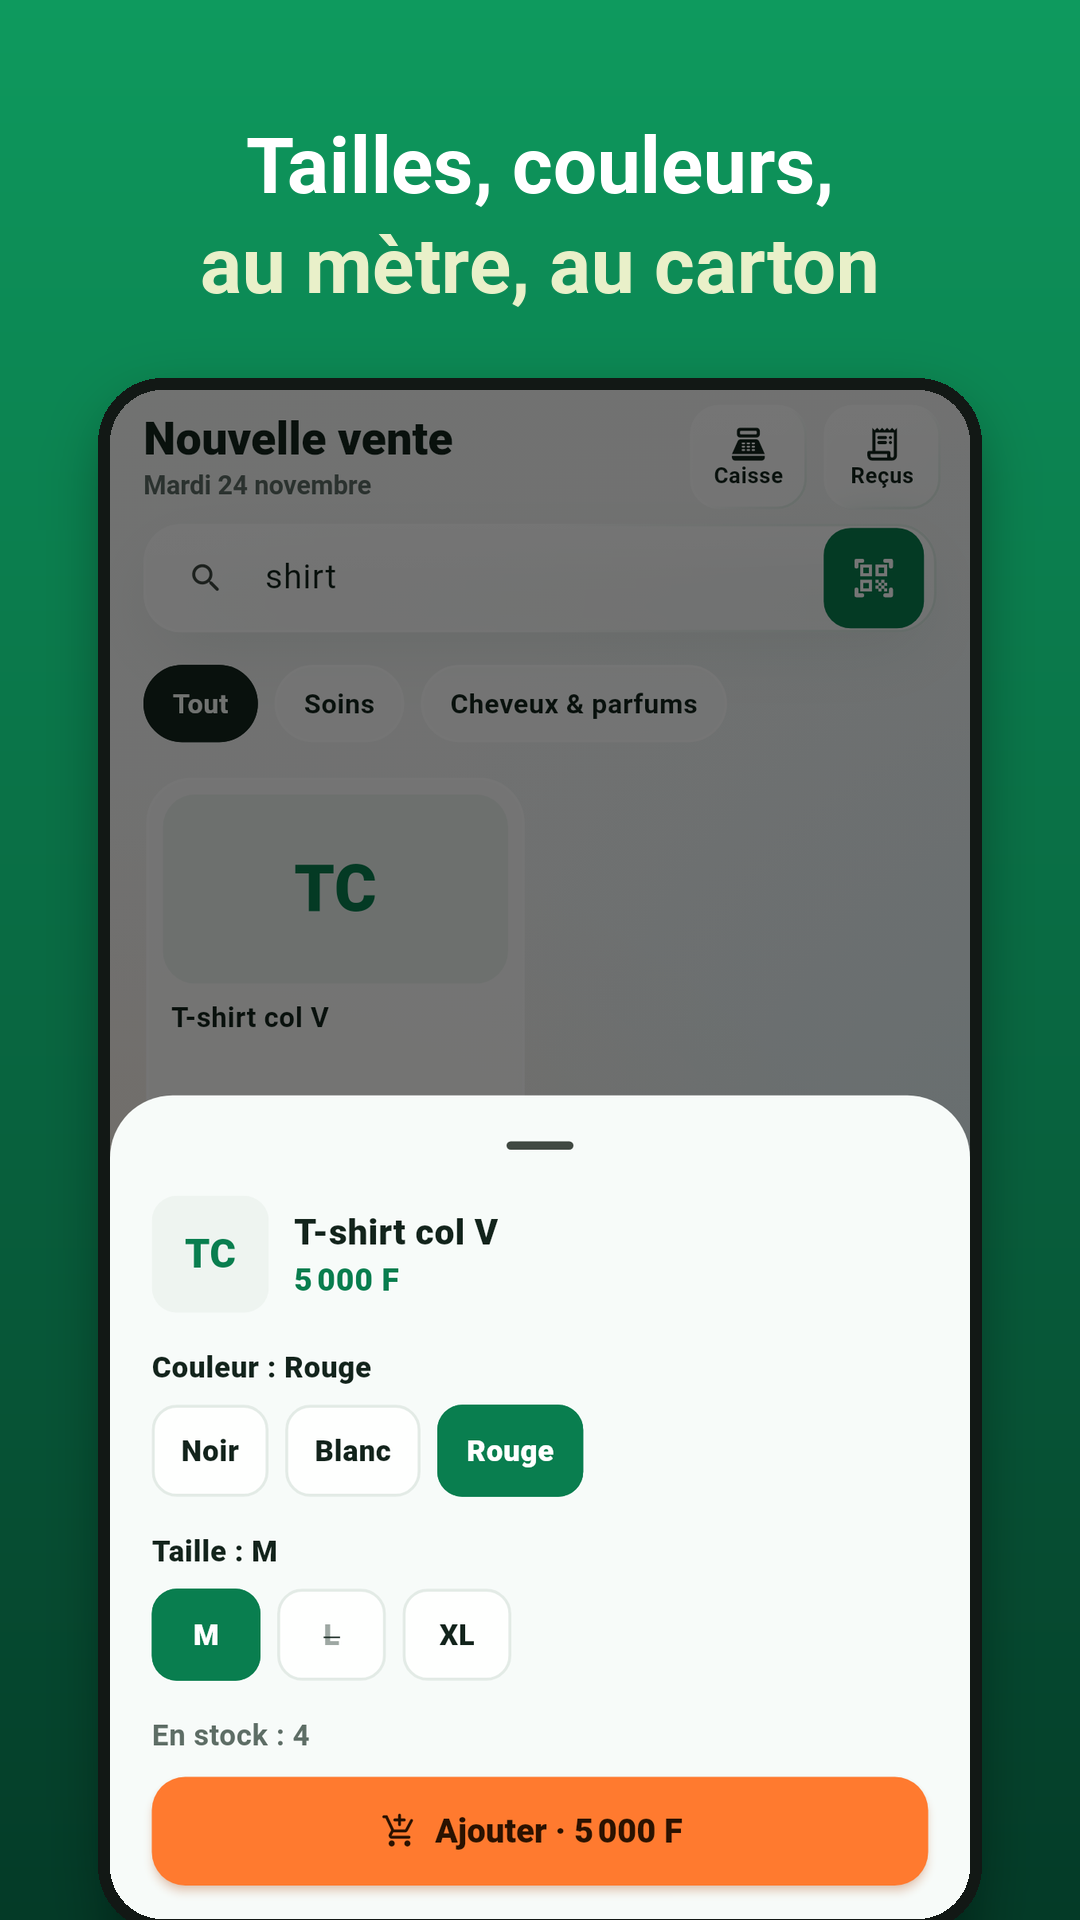 Tailles, couleurs,
au mètre, au carton
Nouvelle vente
Mardi 24 novembre
Caisse
Reçus
shirt
Tout
Soins
Cheveux & parfums
TC
T-shirt col V
TC
T-shirt col V
5 000 F
Couleur : Rouge
Noir
Blanc
Rouge
Taille : M
M
L
XL
En stock : 4
Ajouter · 5 000 F